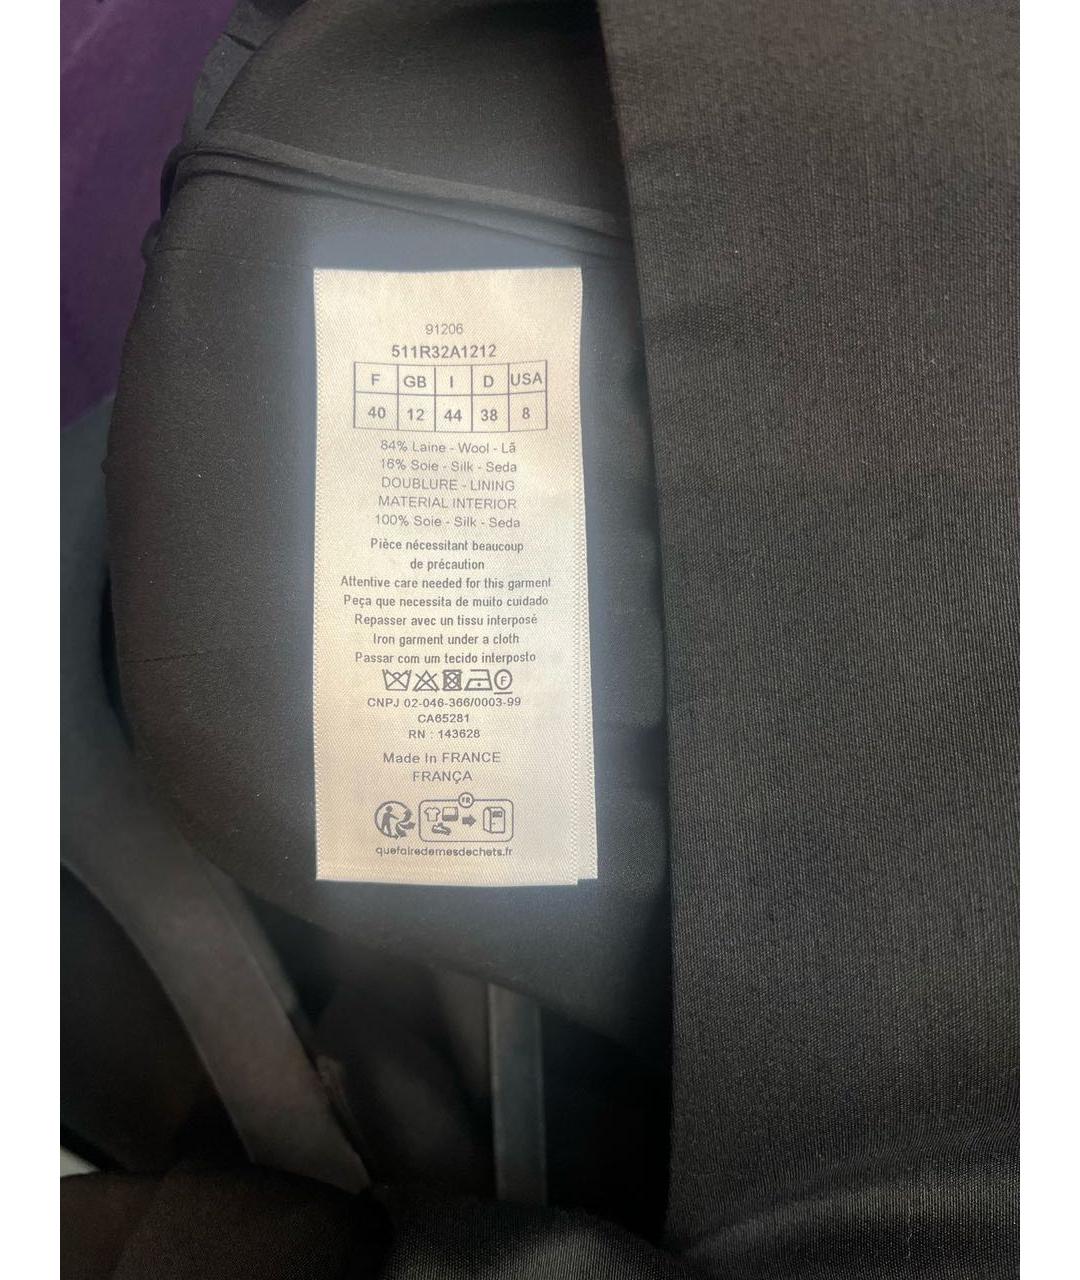 91206
511R32A1212
F GB I D USA
40 12 44 38 8
84% Laine - Wool - Lã
16% Soie - Silk - Seda
DOUBLURE - LINING
MATERIAL INTERIOR
100% Soie - Silk - Seda
Pièce nécessitant beaucoup
de précaution
Attentive care needed for this garment
Peça que necessita de muito cuidado
Repasser avec un tissu interposé
Iron garment under a cloth
Passar com um tecido interposto
F
CNPJ 02-046-366/0003-99
CA65281
RN : 143628
Made In FRANCE
FRANÇA
FR
quefairedemesdechets.fr